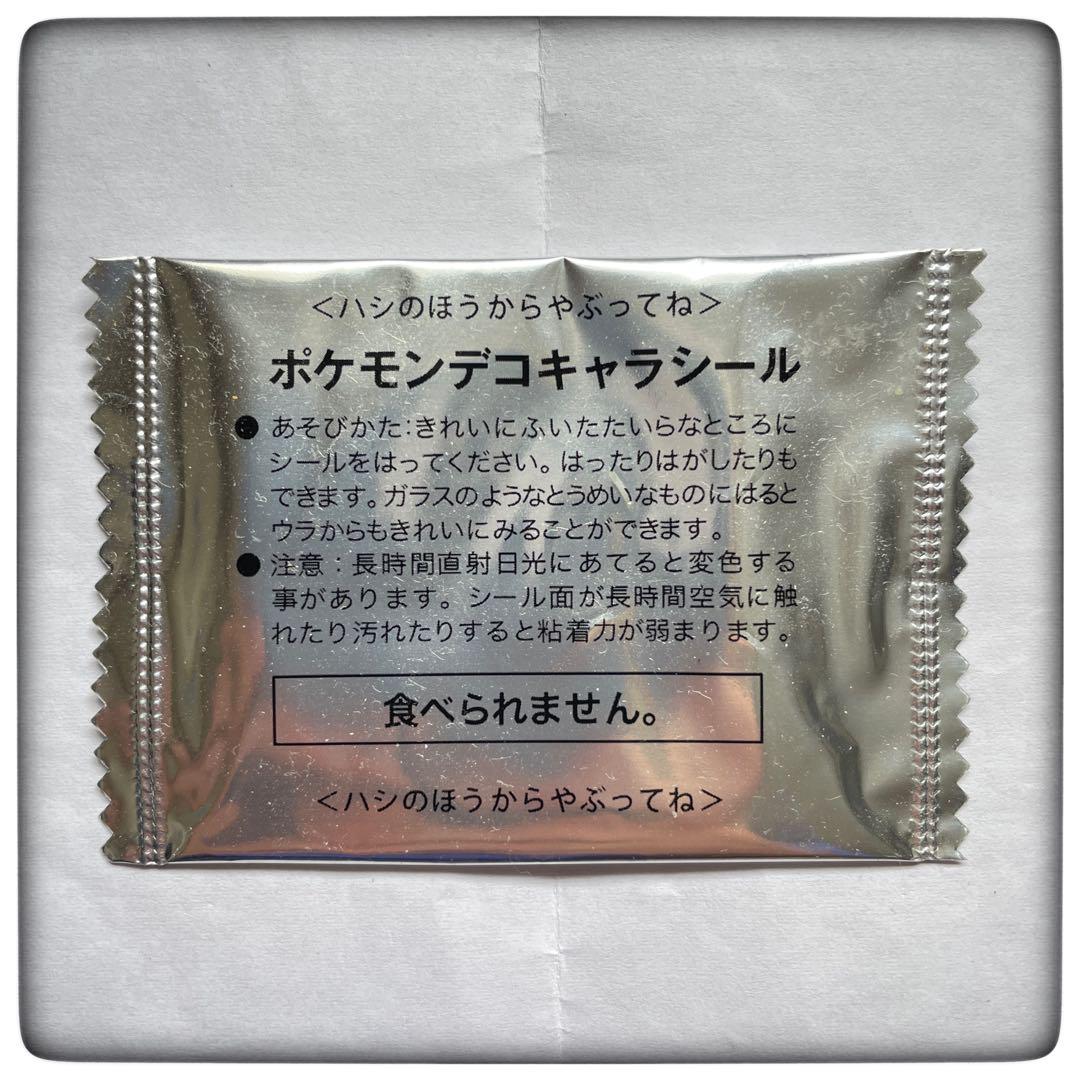 ＜ハシのほうからやぶってね＞
ポケモンデコキャラシール
●あそびかた：きれいにふいたたいらなところに
シールをはってください。はったりはがしたりも
できます。ガラスのようなとうめいなものにはると
ウラからもきれいにみることができます。
●注意：長時間直射日光にあてると変色する
事があります。シール面が長時間空気に触
れたり汚れたりすると粘着力が弱まります。
食べられません。
＜ハシのほうからやぶってね＞